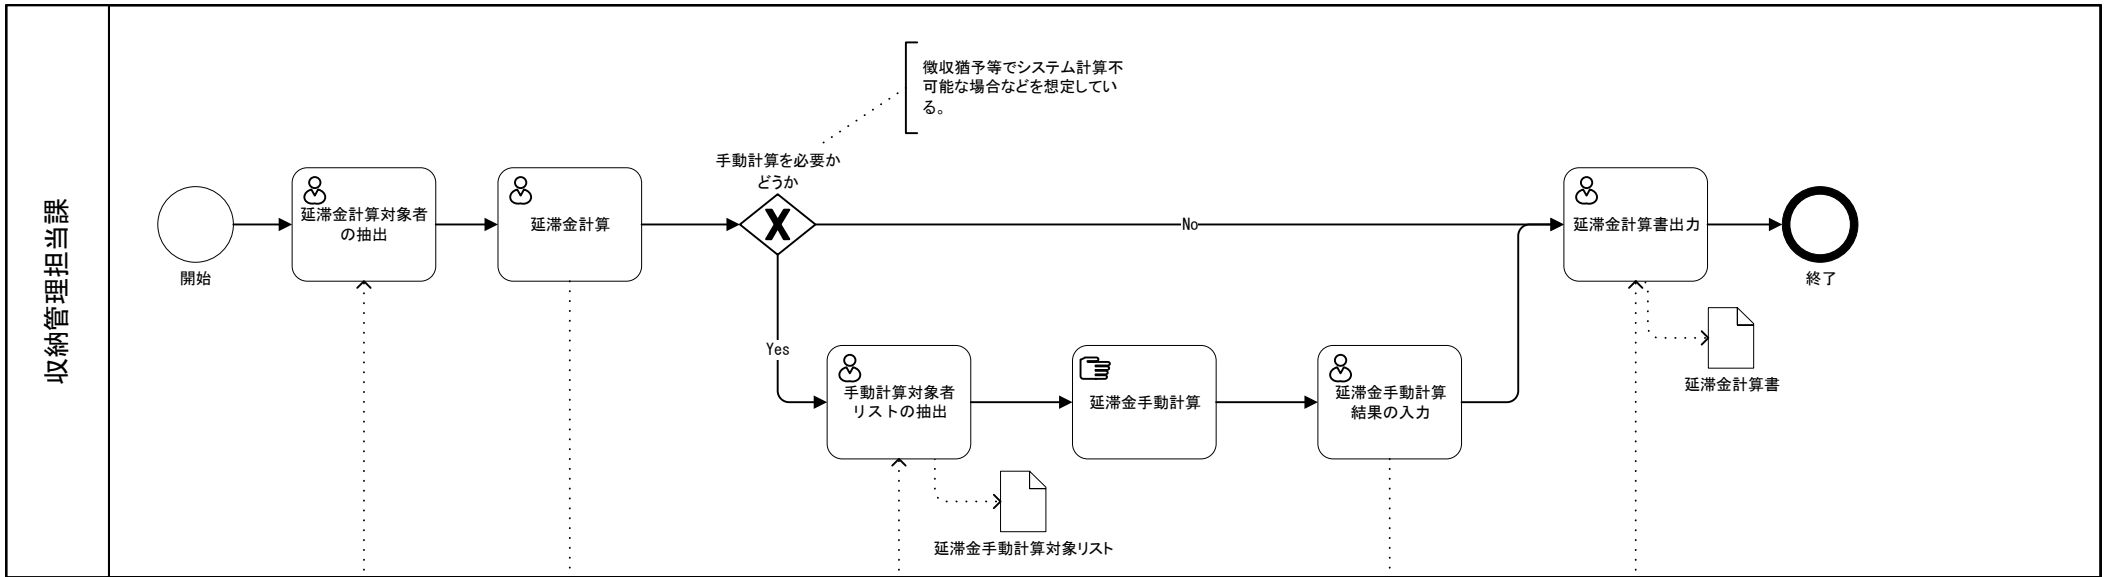 収納管理担当課
徴収猶予等でシステム計算不
可能な場合などを想定してい
る。
手動計算を必要か
どうか
開始
延滞金計算対象者
の抽出
延滞金計算
No
延滞金計算書出力
終了
Yes
延滞金計算書
手動計算対象者
リストの抽出
延滞金手動計算
延滞金手動計算
結果の入力
延滞金手動計算対象リスト